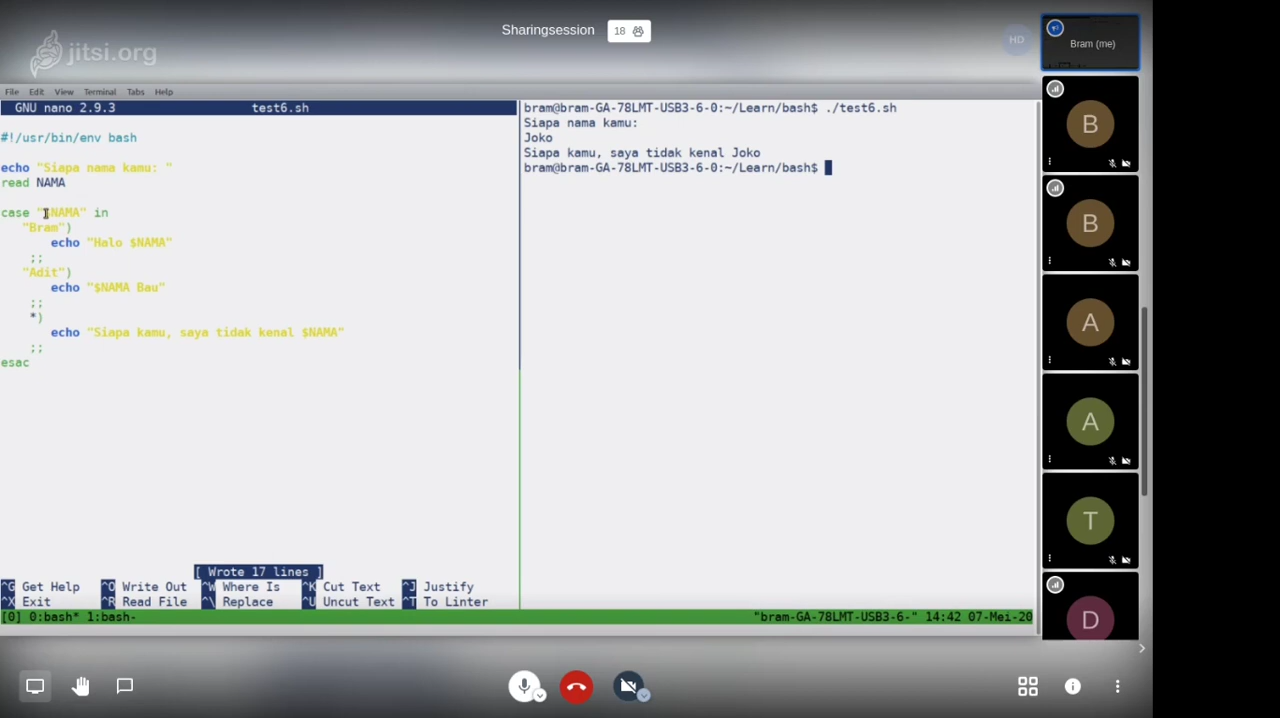 Sharingsession 18
jitsi.org
HD
Bram (me)
File Edit View Terminal Tabs Help
GNU nano 2.9.3 test6.sh
#!/usr/bin/env bash
echo "Siapa nama kamu: "
read NAMA
case "$NAMA" in
"Bram")
echo "Halo $NAMA"
;;
"Adit")
echo "$NAMA Bau"
;;
*)
echo "Siapa kamu, saya tidak kenal $NAMA"
;;
esac
[ Wrote 17 lines ]
^G Get Help ^O Write Out ^W Where Is ^K Cut Text ^J Justify
^X Exit ^R Read File ^\ Replace ^U Uncut Text ^T To Linter
bram@bram-GA-78LMT-USB3-6-0:~/Learn/bash$ ./test6.sh
Siapa nama kamu:
Joko
Siapa kamu, saya tidak kenal Joko
bram@bram-GA-78LMT-USB3-6-0:~/Learn/bash$
[0] 0:bash* 1:bash- "bram-GA-78LMT-USB3-6-" 14:42 07-Mei-20
B
B
A
A
T
D